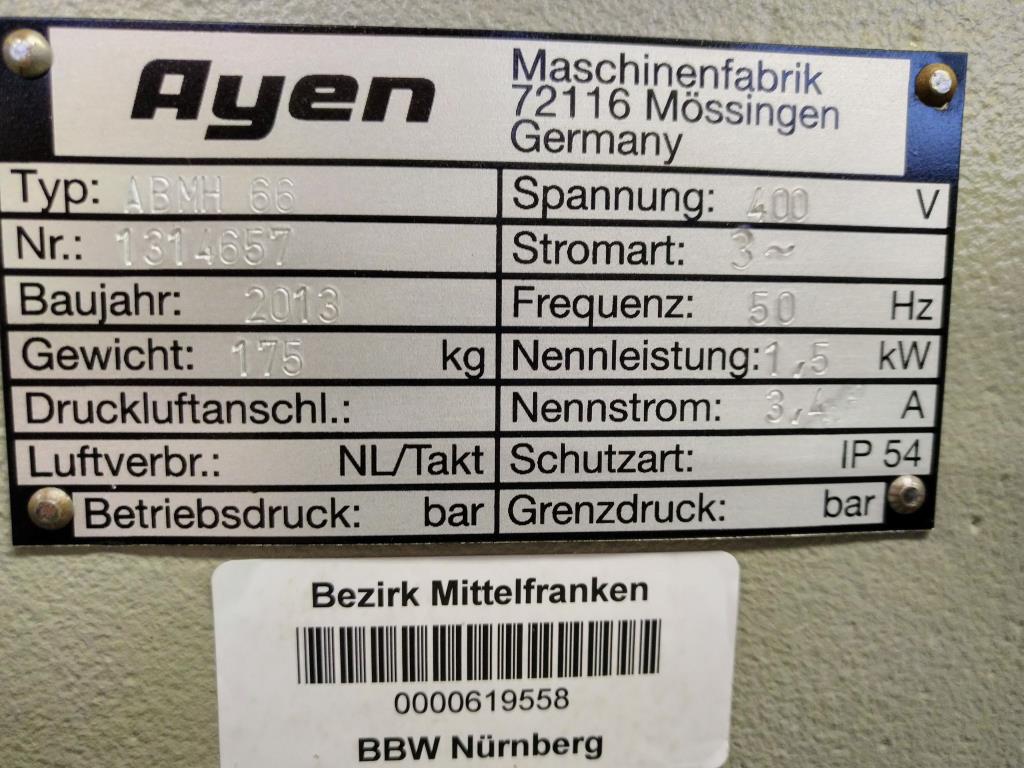 Ayen
Maschinenfabrik
72116 Mössingen
Germany
Typ: ABMH 66
Nr.: 1314657
Baujahr: 2013
Gewicht: 175 kg
Druckluftanschl.:
Luftverbr.: NL/Takt
Betriebsdruck: bar
Spannung: 400 V
Stromart: 3~
Frequenz: 50 Hz
Nennleistung: 1,5 kW
Nennstrom: 3,4 A
Schutzart: IP 54
Grenzdruck: bar
Bezirk Mittelfranken
0000619558
BBW Nürnberg